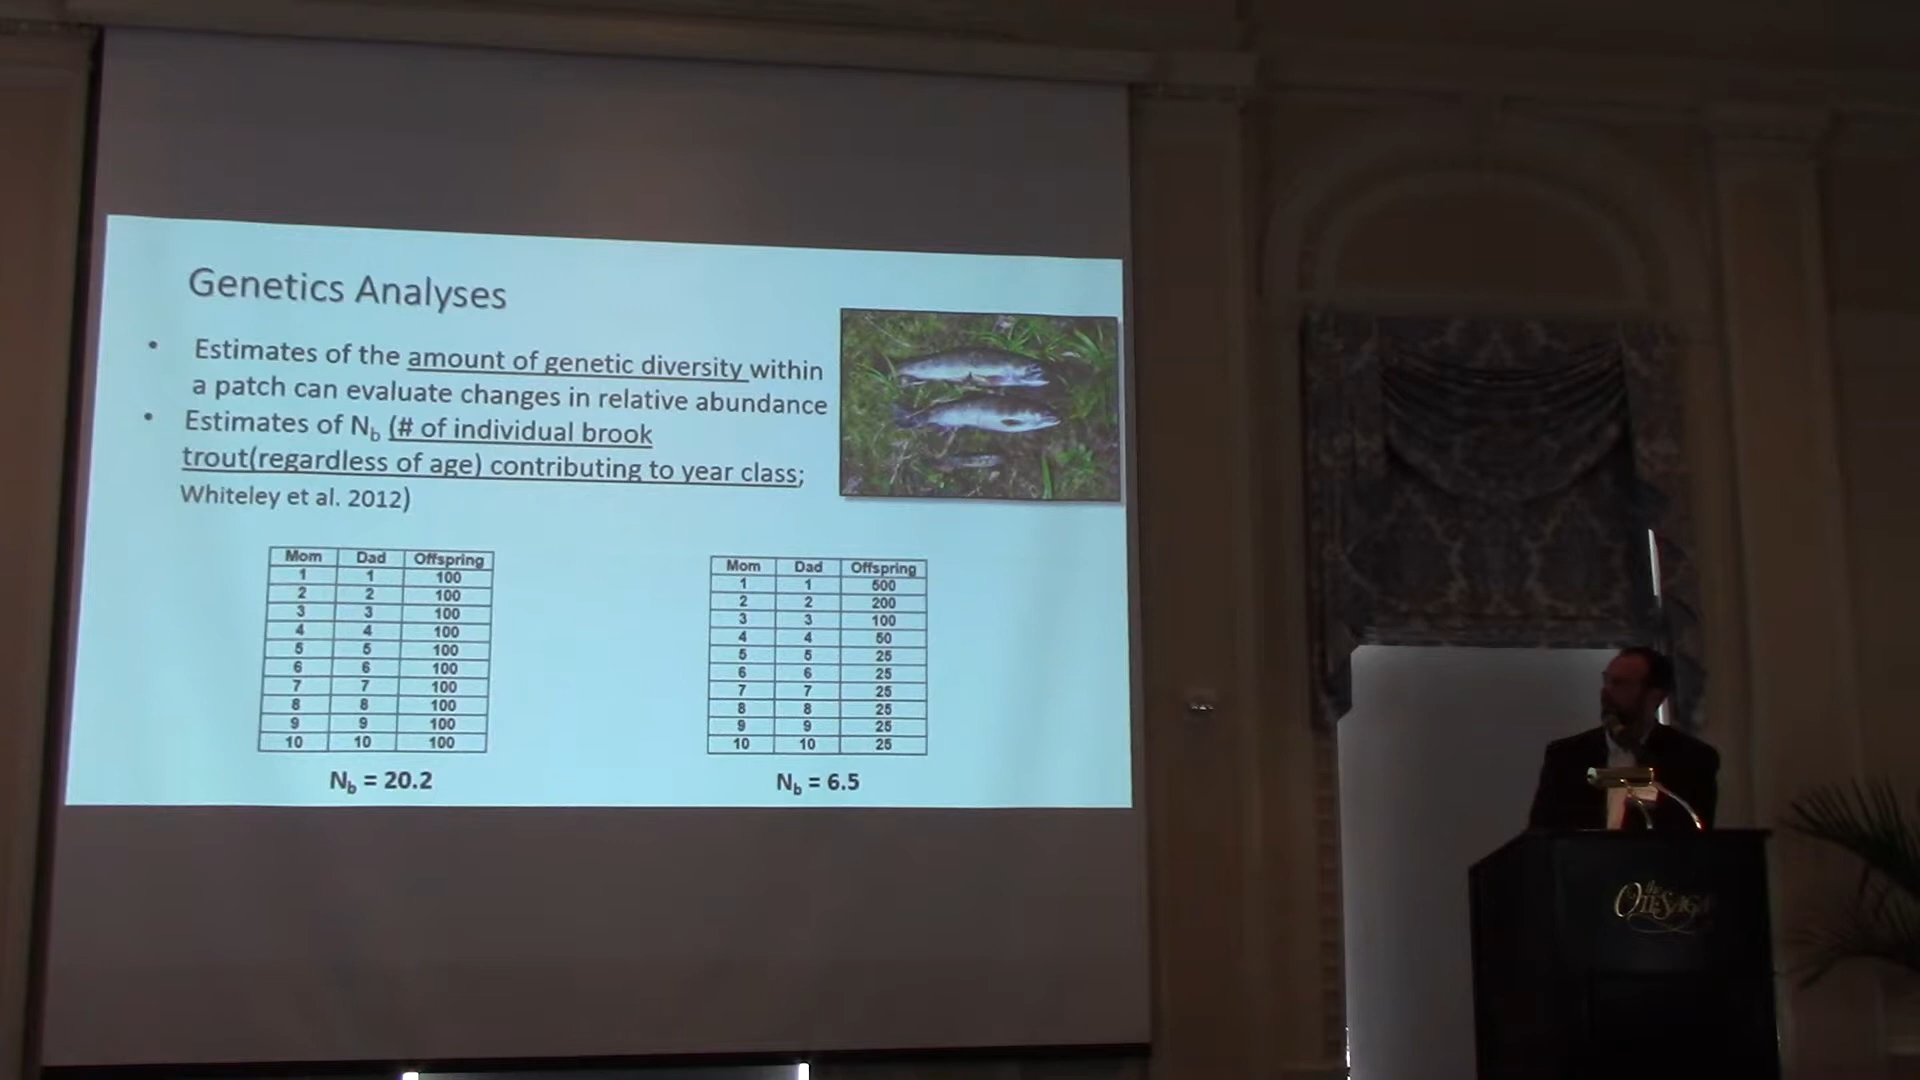 Genetics Analyses
• Estimates of the amount of genetic diversity within
a patch can evaluate changes in relative abundance
• Estimates of Nb (# of individual brook
trout(regardless of age) contributing to year class;
Whiteley et al. 2012)
Mom Dad Offspring
1 1 100
2 2 100
3 3 100
4 4 100
5 5 100
6 6 100
7 7 100
8 8 100
9 9 100
10 10 100
Nb = 20.2
Mom Dad Offspring
1 1 500
2 2 200
3 3 100
4 4 50
5 5 25
6 6 25
7 7 25
8 8 25
9 9 25
10 10 25
Nb = 6.5
the
OTESAGA